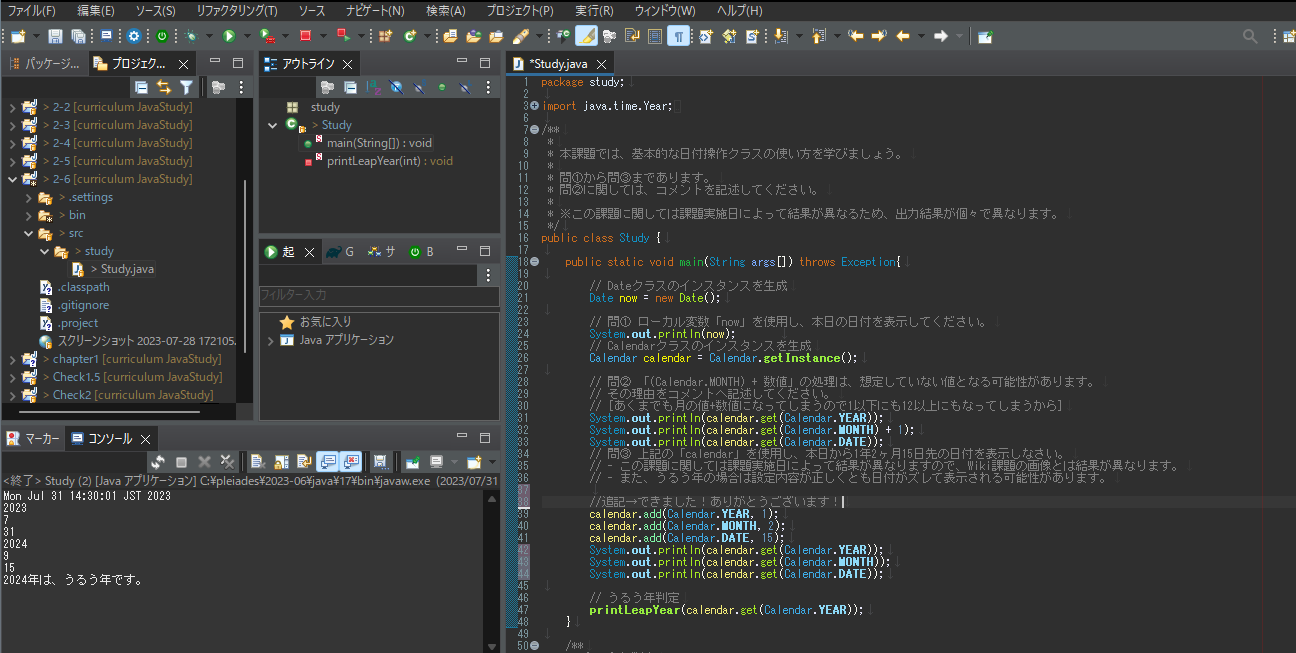 ファイル(F) 編集(E) ソース(S) リファクタリング(T) ソース ナビゲート(N) 検索(A) プロジェクト(P) 実行(R) ウィンドウ(W) ヘルプ(H)
パッケージ... プロジェク...
> 2-2 [curriculum JavaStudy]
> 2-3 [curriculum JavaStudy]
> 2-4 [curriculum JavaStudy]
> 2-5 [curriculum JavaStudy]
> 2-6 [curriculum JavaStudy]
> .settings
> bin
> src
> study
> Study.java
.classpath
.gitignore
.project
スクリーンショット 2023-07-28 172105.
> chapter1 [curriculum JavaStudy]
> Check1.5 [curriculum JavaStudy]
> Check2 [curriculum JavaStudy]
アウトライン
study
> Study
main(String[]) : void
printLeapYear(int) : void
起 G サ B
フィルター入力
お気に入り
Java アプリケーション
マーカー コンソール
<終了> Study (2) [Java アプリケーション] C:¥pleiades¥2023-06¥java¥17¥bin¥javaw.exe (2023/07/31
Mon Jul 31 14:30:01 JST 2023
2023
7
31
2024
9
15
2024年は、うるう年です。
*Study.java
1 package study;
2
3 import java.time.Year;
6
7 /**
8 *
9 * 本課題では、基本的な日付操作クラスの使い方を学びましょう。
10 *
11 * 問①から問③まであります。
12 * 問②に関しては、コメントを記述してください。
13 *
14 * ※この課題に関しては課題実施日によって結果が異なるため、出力結果が個々で異なります。
15 */
16 public class Study {
17
18 public static void main(String args[]) throws Exception{
19
20 // Dateクラスのインスタンスを生成
21 Date now = new Date();
22
23 // 問① ローカル変数「now」を使用し、本日の日付を表示してください。
24 System.out.println(now);
25 // Calendarクラスのインスタンスを生成
26 Calendar calendar = Calendar.getInstance();
27
28 // 問② 「(Calendar.MONTH) + 数値」の処理は、想定していない値となる可能性があります。
29 // その理由をコメントへ記述してください。
30 // [あくまでも月の値+数値になってしまうので1以下にも12以上にもなってしまうから]
31 System.out.println(calendar.get(Calendar.YEAR));
32 System.out.println(calendar.get(Calendar.MONTH) + 1);
33 System.out.println(calendar.get(Calendar.DATE));
34 // 問③ 上記の「calendar」を使用し、本日から1年2ヶ月15日先の日付を表示しなさい。
35 // - この課題に関しては課題実施日によって結果が異なりますので、Wiki課題の画像とは結果が異なります。
36 // - また、うるう年の場合は設定内容が正しくとも日付がズレて表示される可能性があります。
37
38 //追記→できました！ありがとうございます！
39 calendar.add(Calendar.YEAR, 1);
40 calendar.add(Calendar.MONTH, 2);
41 calendar.add(Calendar.DATE, 15);
42 System.out.println(calendar.get(Calendar.YEAR));
43 System.out.println(calendar.get(Calendar.MONTH));
44 System.out.println(calendar.get(Calendar.DATE));
45
46 // うるう年判定
47 printLeapYear(calendar.get(Calendar.YEAR));
48 }
49
50 /**